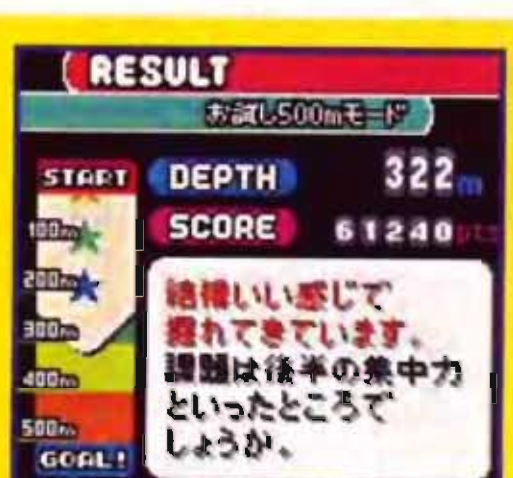 RESULT
お試し500mモード
START
DEPTH 322m
100m
SCORE 61240pts
200m
300m
400m
500m
GOAL!
結構いい感じで
掘れてきています。
課題は後半の集中力
といったところで
しょうか。